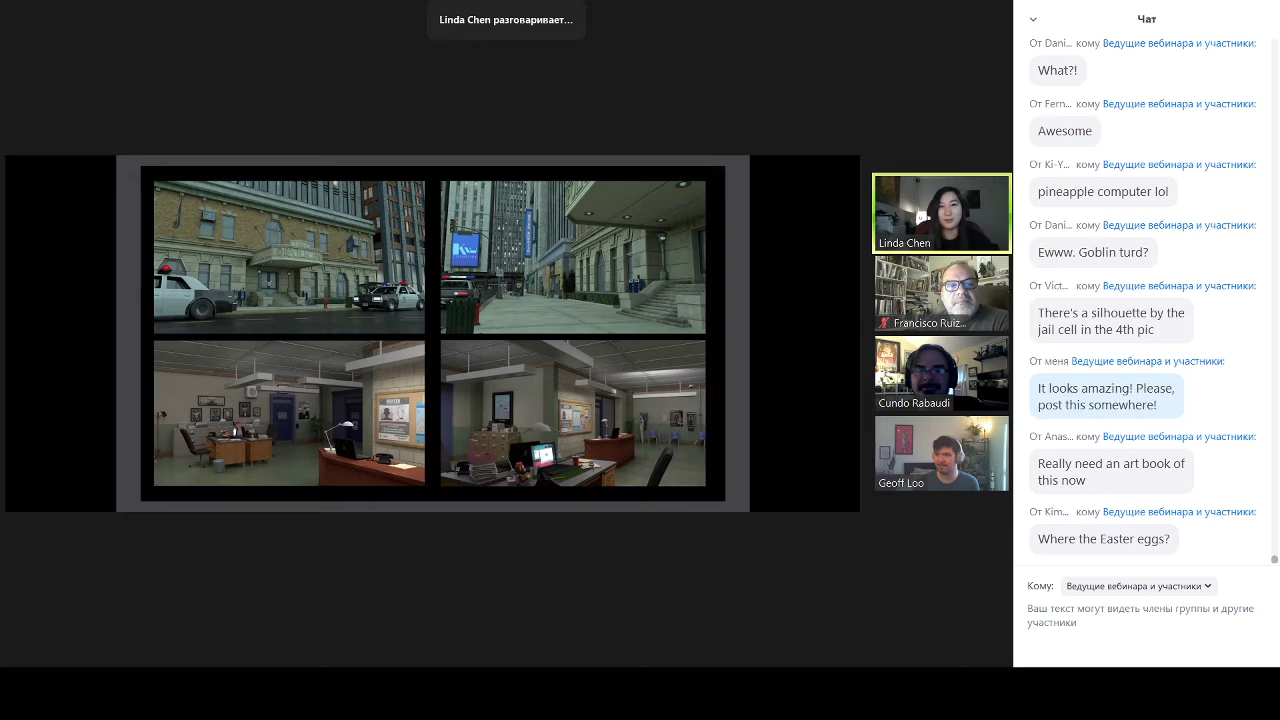 Linda Chen разговаривает...
Linda Chen
Francisco Ruiz...
Cundo Rabaudi
Geoff Loo
Чат
От Dani... кому Ведущие вебинара и участники:
What?!
От Fern... кому Ведущие вебинара и участники:
Awesome
От Ki-Y... кому Ведущие вебинара и участники:
pineapple computer lol
От Dani... кому Ведущие вебинара и участники:
Ewww. Goblin turd?
От Vict... кому Ведущие вебинара и участники:
There's a silhouette by the
jail cell in the 4th pic
От меня Ведущие вебинара и участники:
It looks amazing! Please,
post this somewhere!
От Anas... кому Ведущие вебинара и участники:
Really need an art book of
this now
От Kim... кому Ведущие вебинара и участники:
Where the Easter eggs?
Кому: Ведущие вебинара и участники
Ваш текст могут видеть члены группы и другие
участники